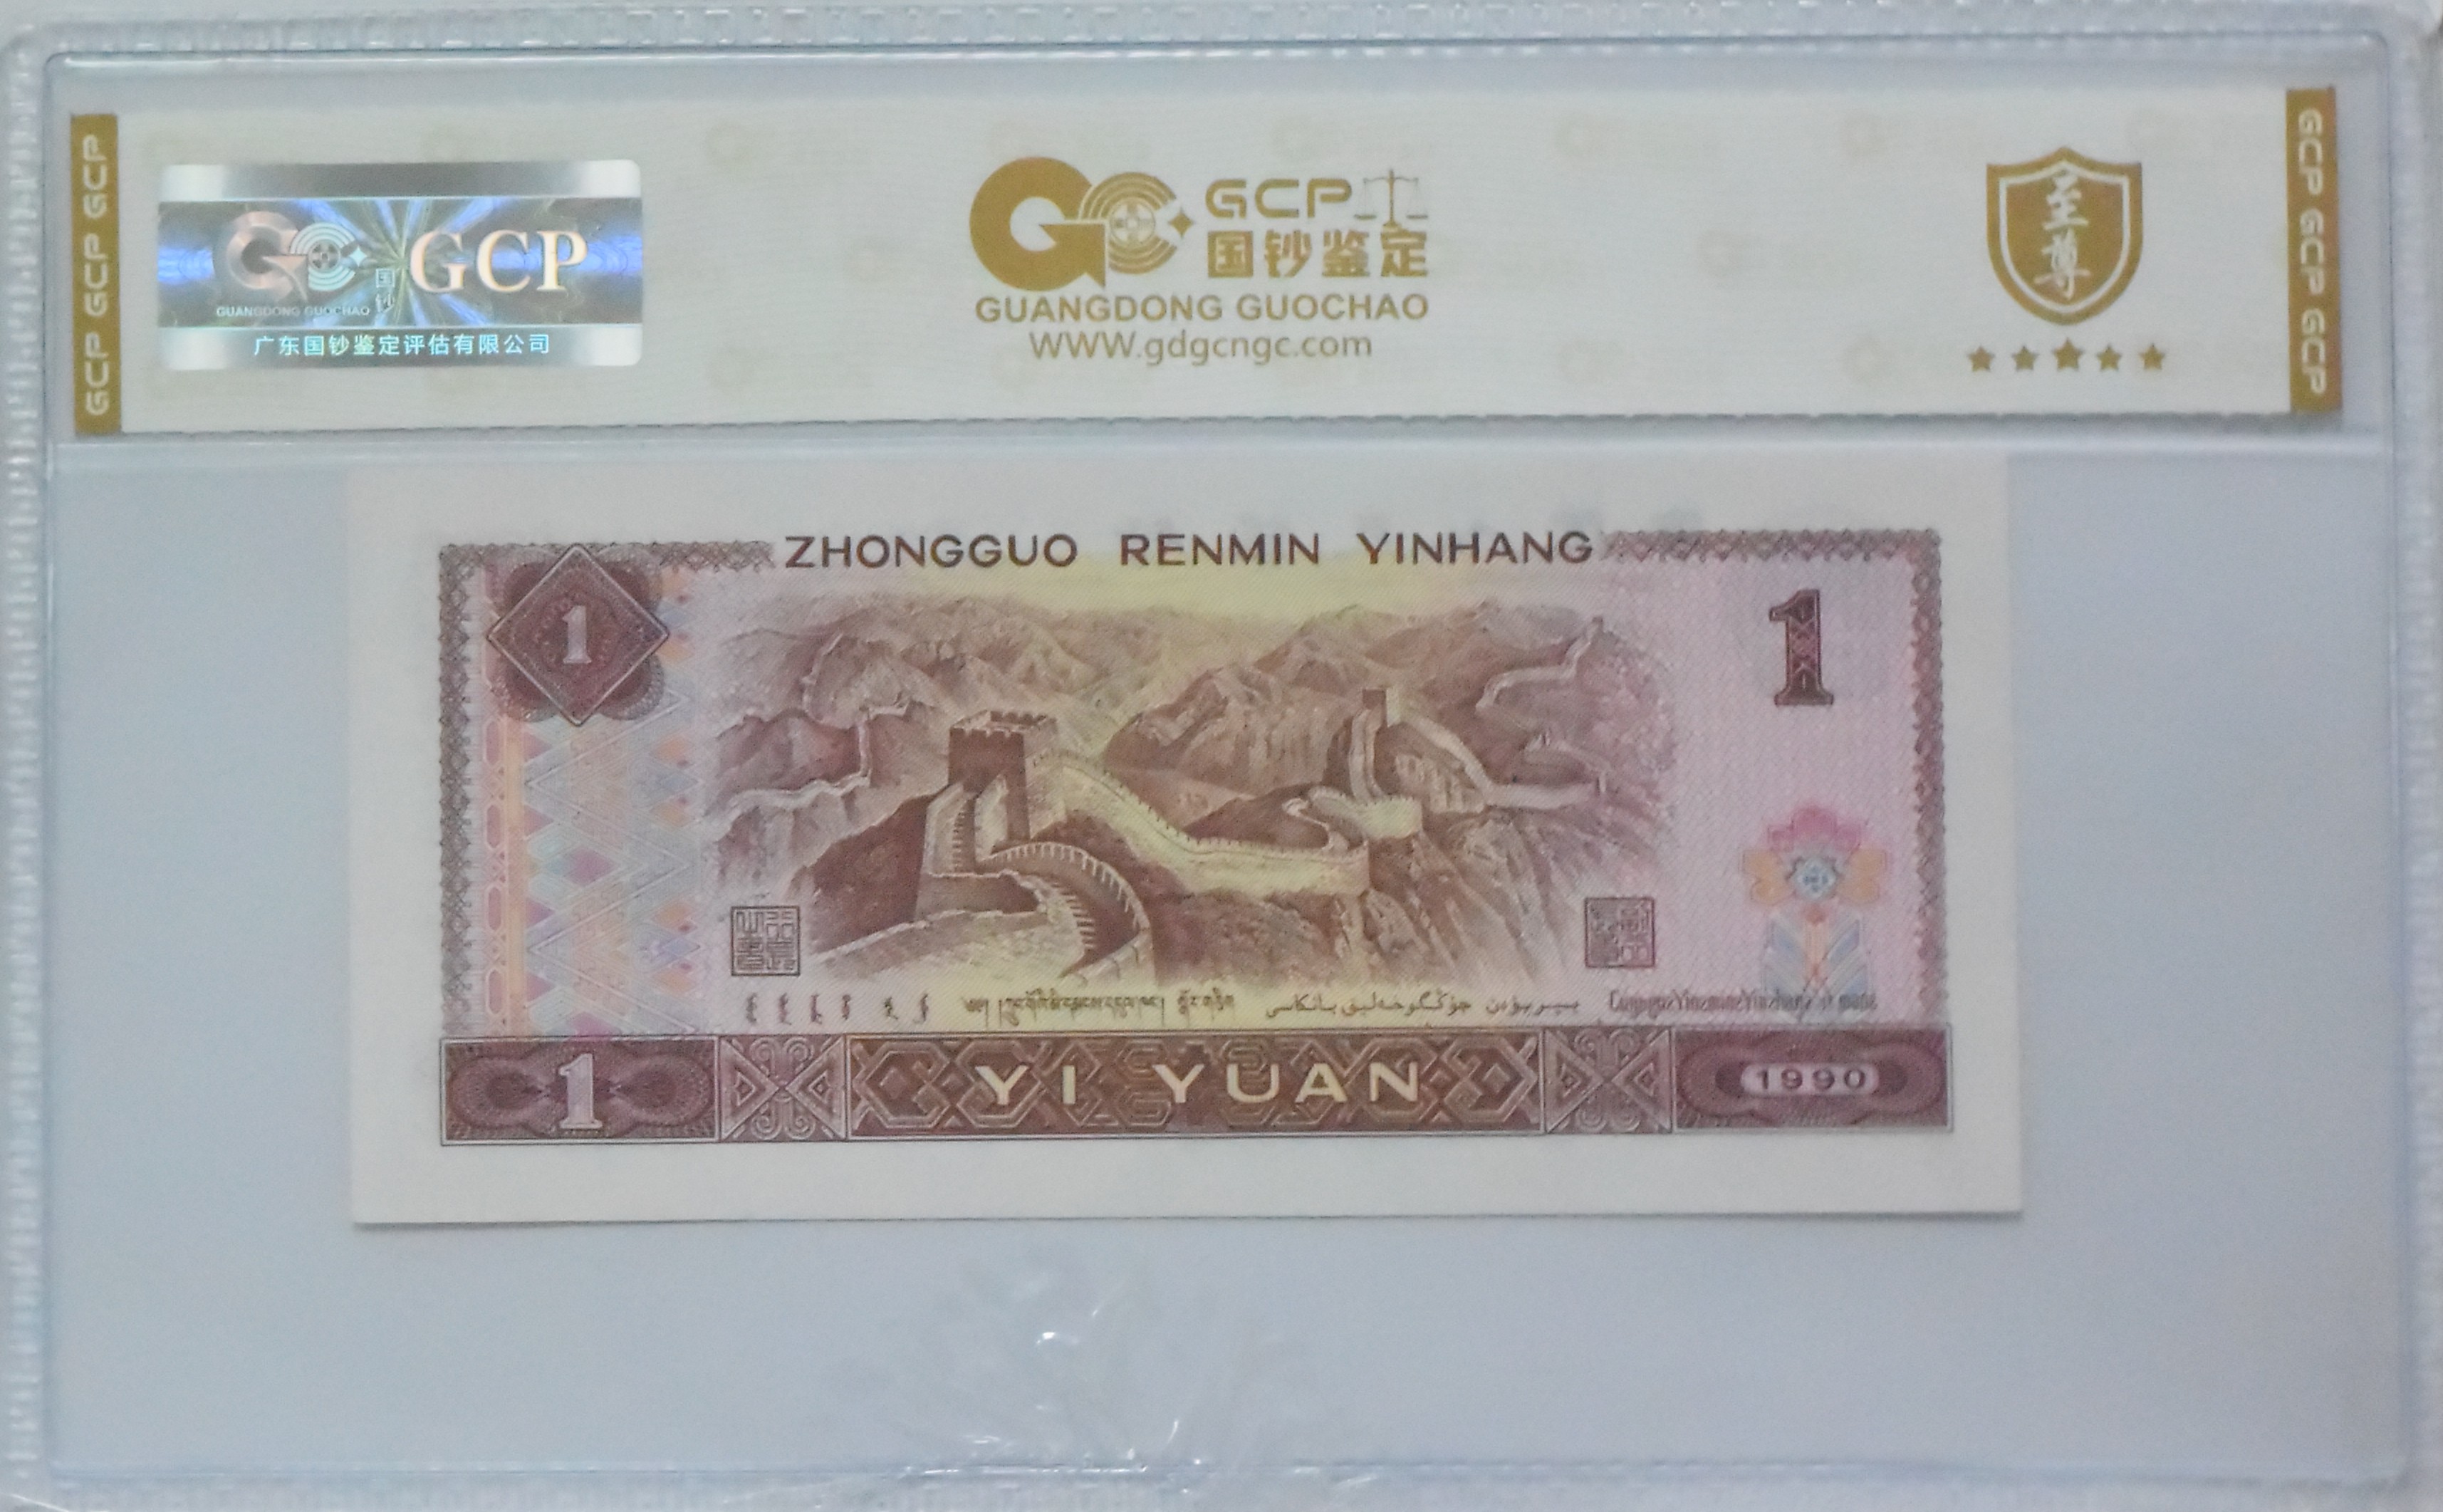 GCP GCP GCP
GCP
国
钞
GUANGDONG GUOCHAO
广东国钞鉴定评估有限公司
GCP
国钞鉴定
GUANGDONG GUOCHAO
WWW.gdgcngc.com
至
尊
GCP GCP GCP
ZHONGGUO RENMIN YINHANG
1
1
1
YI YUAN
1990